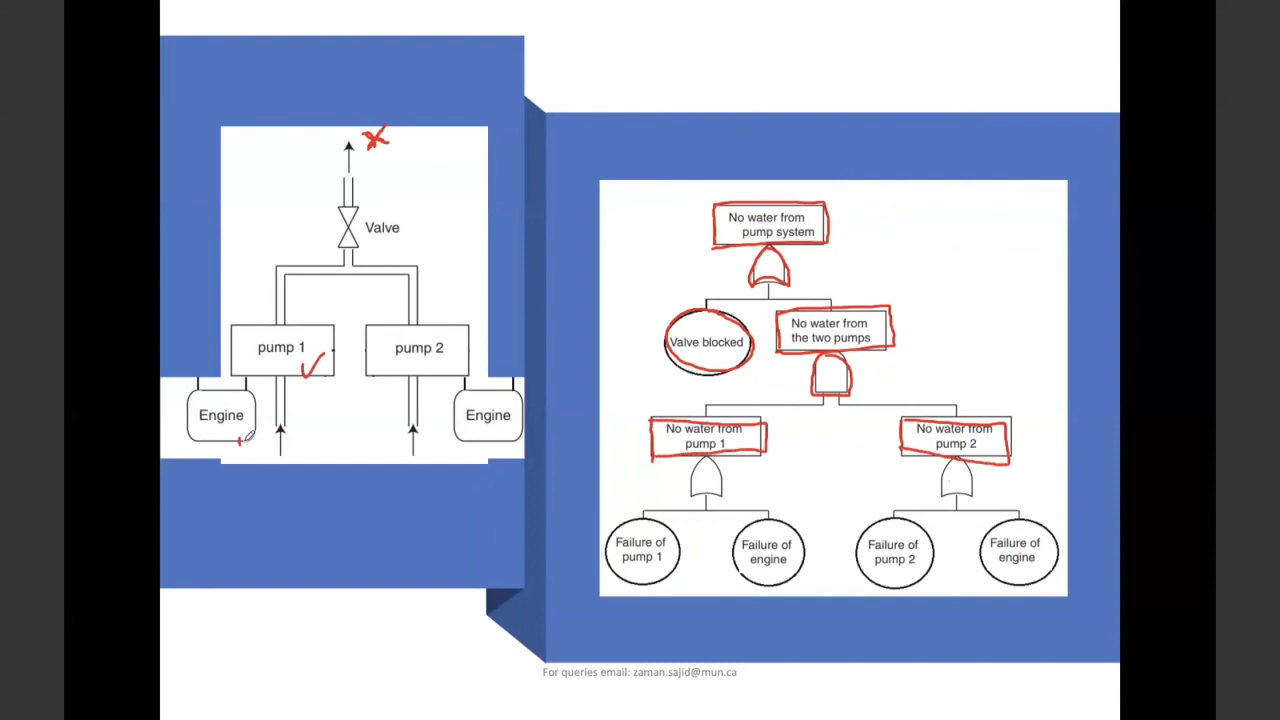 Valve
pump 1
pump 2
Engine
Engine
No water from
pump system
Valve blocked
No water from
the two pumps
No water from
pump 1
No water from
pump 2
Failure of
pump 1
Failure of
engine
Failure of
pump 2
Failure of
engine
For queries email: zaman.sajid@mun.ca